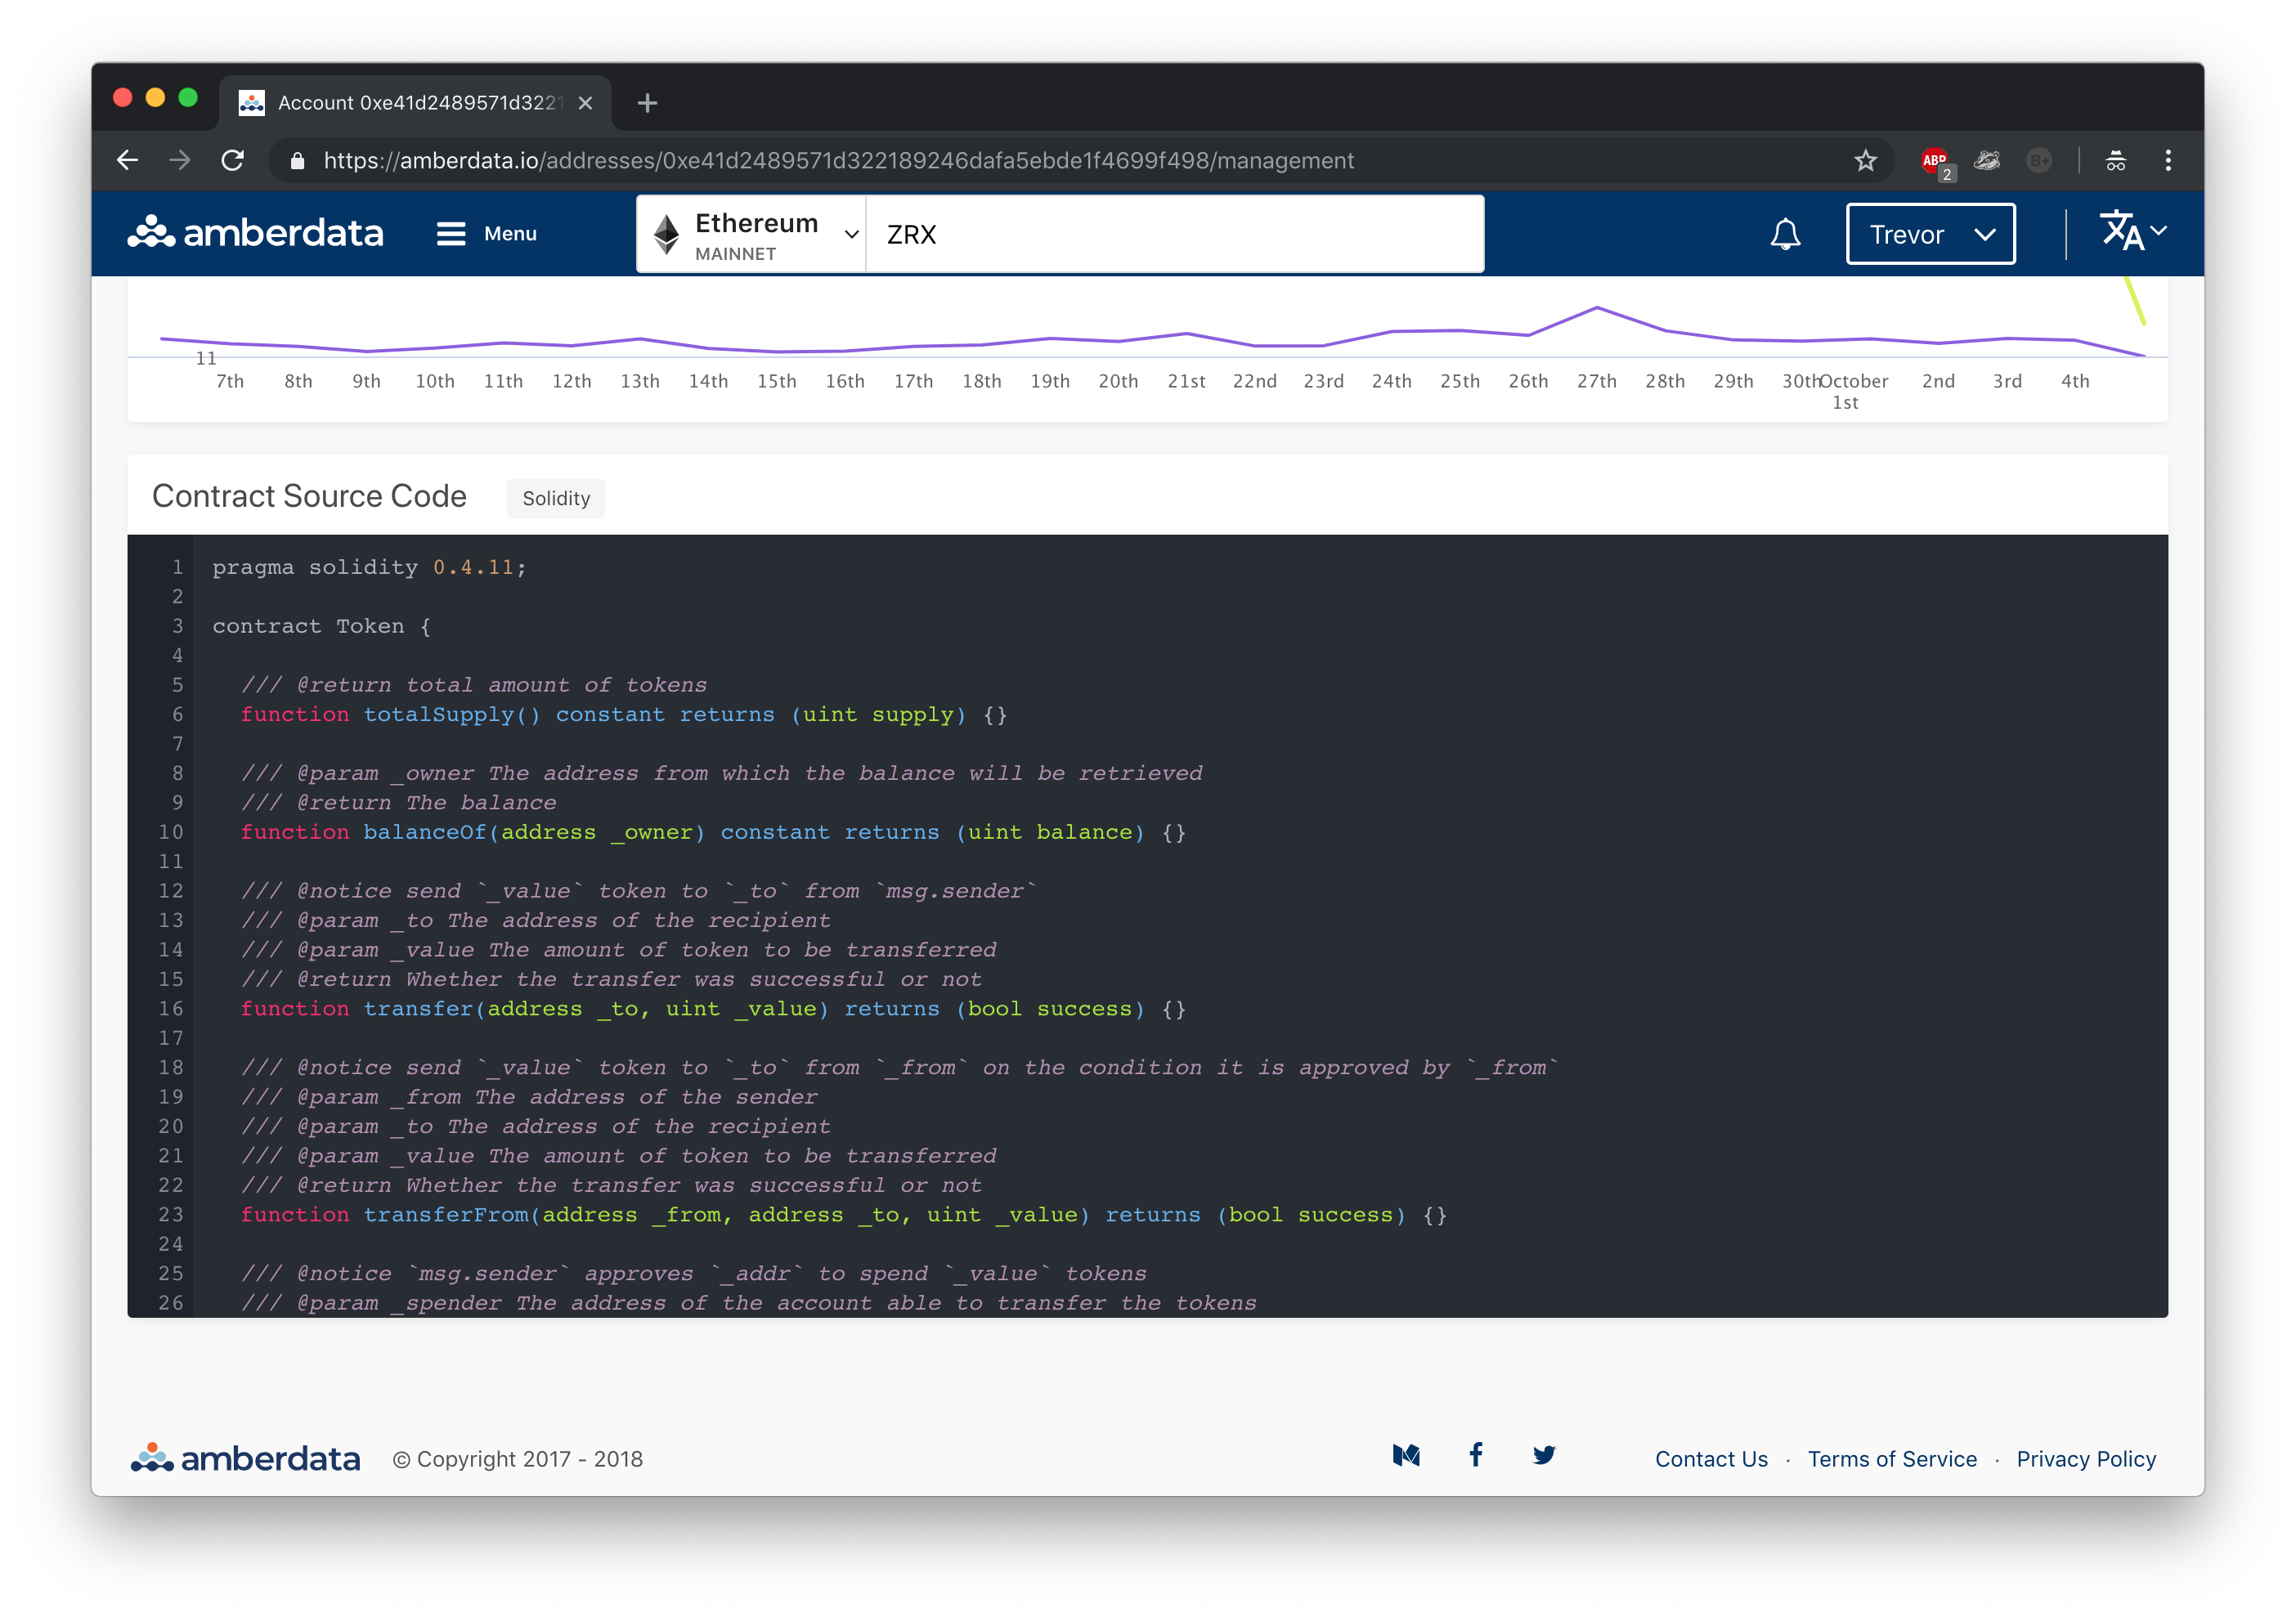 Account 0xe41d2489571d3221
https://amberdata.io/addresses/0xe41d2489571d322189246dafa5ebde1f4699f498/management
ABP
2
B+
amberdata
Menu
Ethereum
MAINNET
ZRX
Trevor
文A
11
7th 8th 9th 10th 11th 12th 13th 14th 15th 16th 17th 18th 19th 20th 21st 22nd 23rd 24th 25th 26th 27th 28th 29th 30th October 2nd 3rd 4th
1st
Contract Source Code
Solidity
1 pragma solidity 0.4.11;
2
3 contract Token {
4
5 /// @return total amount of tokens
6 function totalSupply() constant returns (uint supply) {}
7
8 /// @param _owner The address from which the balance will be retrieved
9 /// @return The balance
10 function balanceOf(address _owner) constant returns (uint balance) {}
11
12 /// @notice send `_value` token to `_to` from `msg.sender`
13 /// @param _to The address of the recipient
14 /// @param _value The amount of token to be transferred
15 /// @return Whether the transfer was successful or not
16 function transfer(address _to, uint _value) returns (bool success) {}
17
18 /// @notice send `_value` token to `_to` from `_from` on the condition it is approved by `_from`
19 /// @param _from The address of the sender
20 /// @param _to The address of the recipient
21 /// @param _value The amount of token to be transferred
22 /// @return Whether the transfer was successful or not
23 function transferFrom(address _from, address _to, uint _value) returns (bool success) {}
24
25 /// @notice `msg.sender` approves `_addr` to spend `_value` tokens
26 /// @param _spender The address of the account able to transfer the tokens
amberdata
© Copyright 2017 - 2018
Contact Us · Terms of Service · Privacy Policy